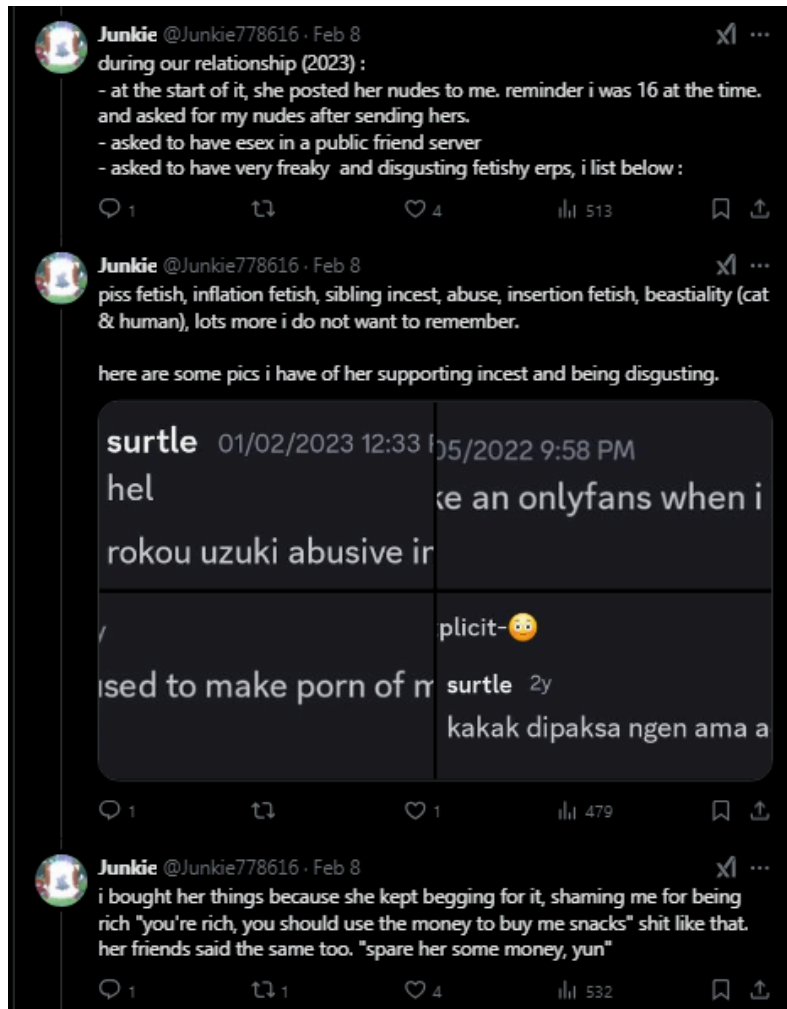 Junkie @Junkie778616 · Feb 8
during our relationship (2023) :
- at the start of it, she posted her nudes to me. reminder i was 16 at the time.
and asked for my nudes after sending hers.
- asked to have esex in a public friend server
- asked to have very freaky and disgusting fetishy erps, i list below :
1 4 513
Junkie @Junkie778616 · Feb 8
piss fetish, inflation fetish, sibling incest, abuse, insertion fetish, beastiality (cat
& human), lots more i do not want to remember.
here are some pics i have of her supporting incest and being disgusting.
surtle 01/02/2023 12:33
hel
rokou uzuki abusive
05/2022 9:58 PM
an onlyfans when i
to make porn of
surtle 2y
kakak dipaksa ngen ama
1 1 479
Junkie @Junkie778616 · Feb 8
i bought her things because she kept begging for it, shaming me for being
rich "you're rich, you should use the money to buy me snacks" shit like that.
her friends said the same too. "spare her some money, yun"
1 1 4 532